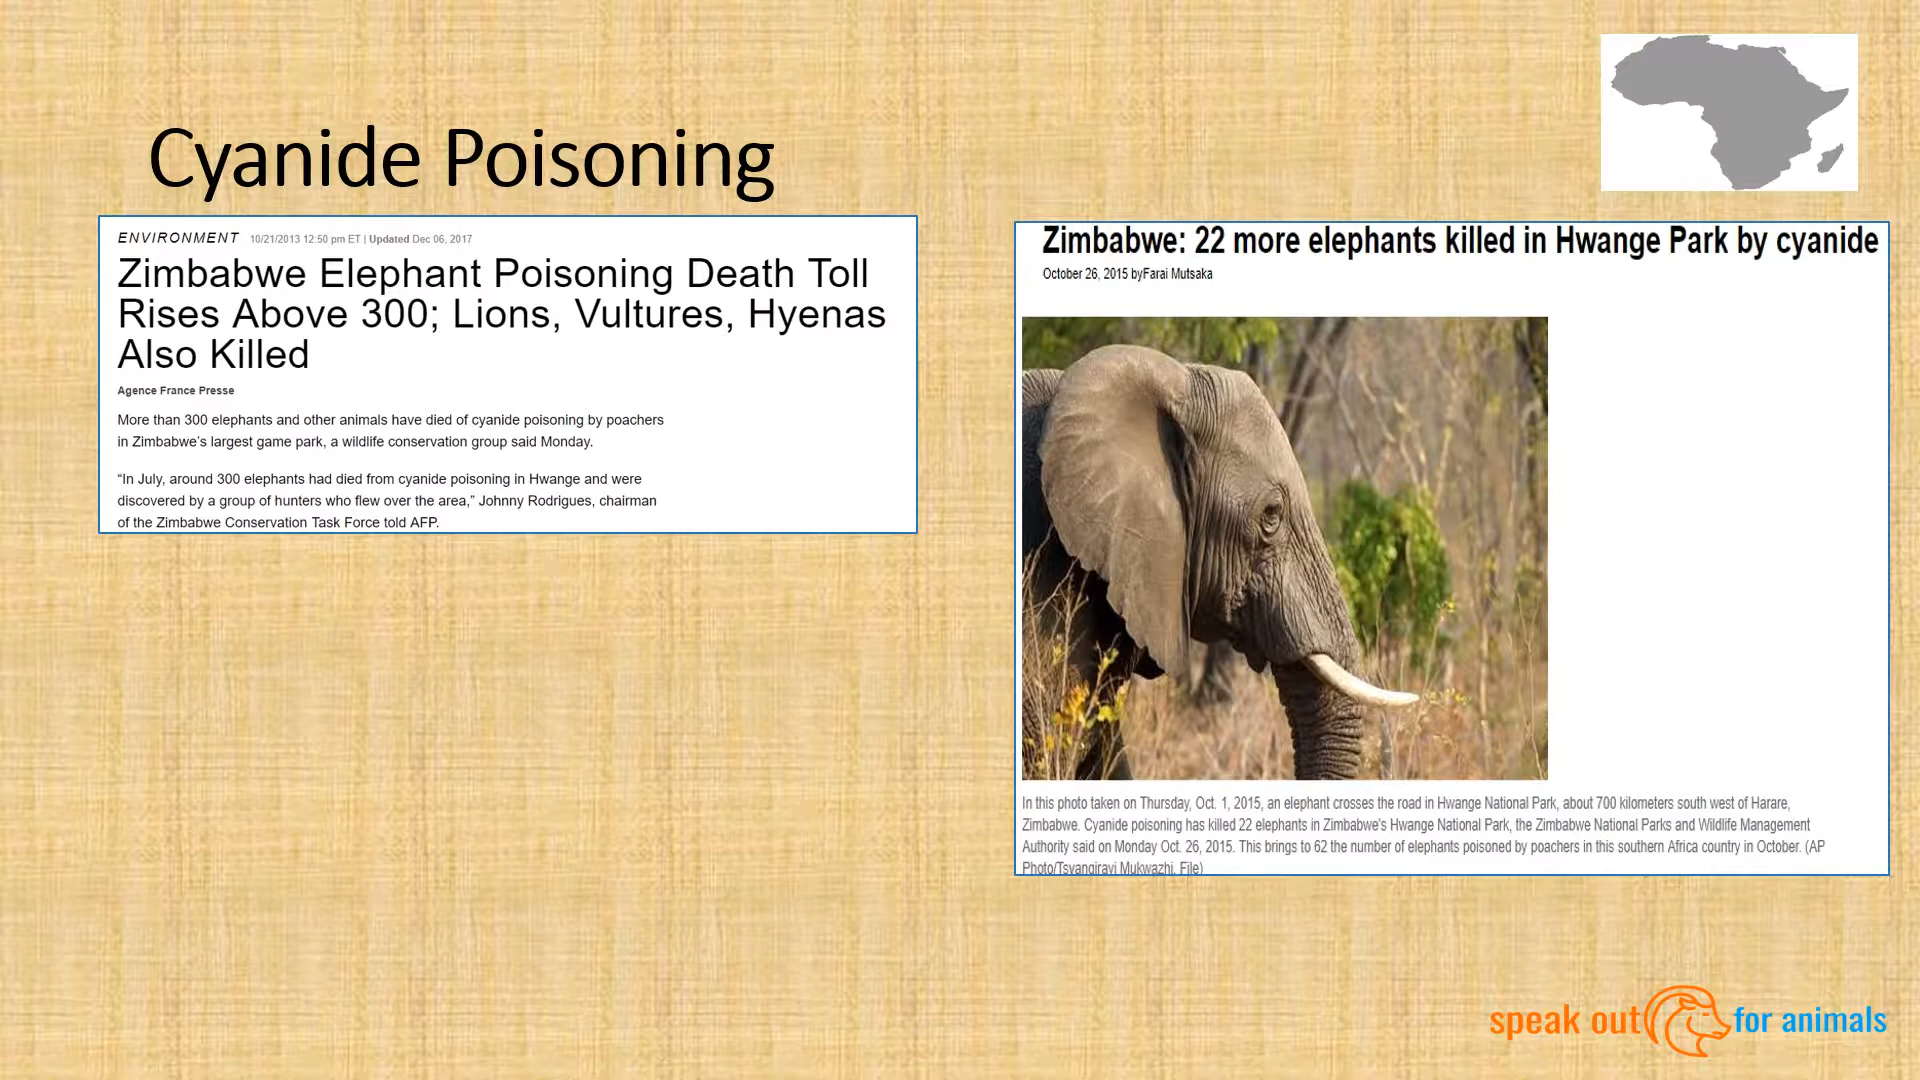 Cyanide Poisoning
ENVIRONMENT 10/21/2013 12:50 pm ET | Updated Dec 06, 2017
Zimbabwe Elephant Poisoning Death Toll
Rises Above 300; Lions, Vultures, Hyenas
Also Killed
Agence France Presse
More than 300 elephants and other animals have died of cyanide poisoning by poachers
in Zimbabwe’s largest game park, a wildlife conservation group said Monday.
“In July, around 300 elephants had died from cyanide poisoning in Hwange and were
discovered by a group of hunters who flew over the area,” Johnny Rodrigues, chairman
of the Zimbabwe Conservation Task Force told AFP.
Zimbabwe: 22 more elephants killed in Hwange Park by cyanide
October 26, 2015 byFarai Mutsaka
In this photo taken on Thursday, Oct. 1, 2015, an elephant crosses the road in Hwange National Park, about 700 kilometers south west of Harare,
Zimbabwe. Cyanide poisoning has killed 22 elephants in Zimbabwe's Hwange National Park, the Zimbabwe National Parks and Wildlife Management
Authority said on Monday Oct. 26, 2015. This brings to 62 the number of elephants poisoned by poachers in this southern Africa country in October. (AP
Photo/Tsvangirayi Mukwazhi, File)
speak out for animals